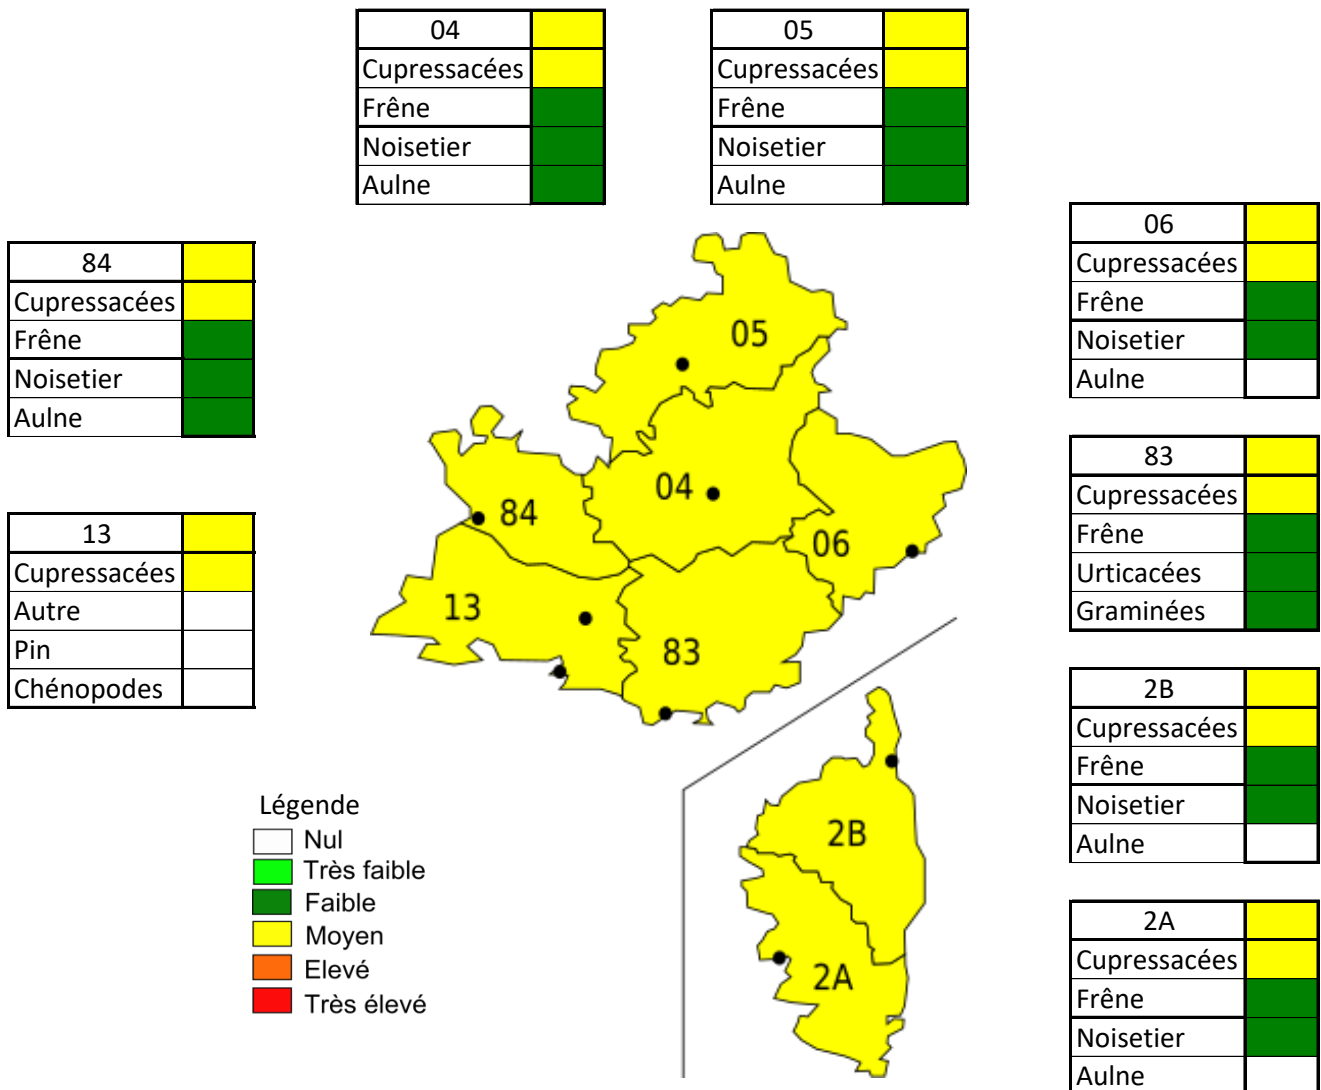 04
Cupressacées
Frêne
Noisetier
Aulne
05
Cupressacées
Frêne
Noisetier
Aulne
84
Cupressacées
Frêne
Noisetier
Aulne
06
Cupressacées
Frêne
Noisetier
Aulne
13
Cupressacées
Autre
Pin
Chénopodes
83
Cupressacées
Frêne
Urticacées
Graminées
2B
Cupressacées
Frêne
Noisetier
Aulne
2A
Cupressacées
Frêne
Noisetier
Aulne
05
04
84
06
13
83
2B
2A
Légende
Nul
Très faible
Faible
Moyen
Elevé
Très élevé